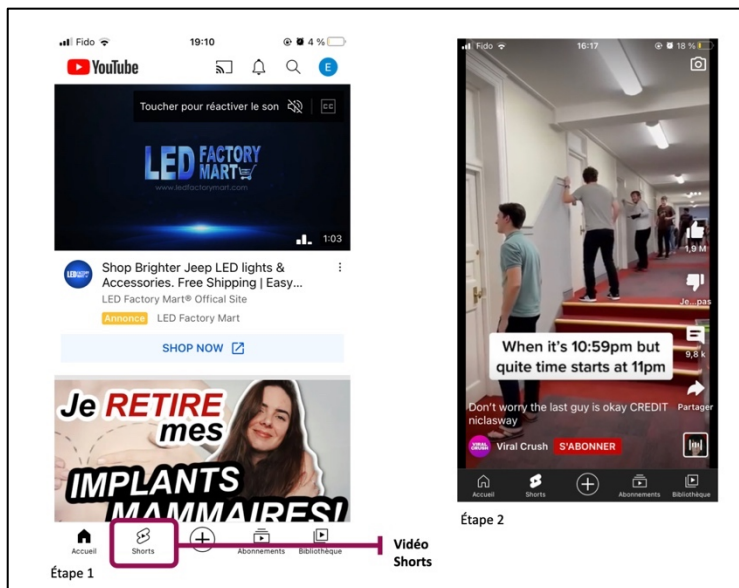 Fido
19:10
4 %
YouTube
E
Toucher pour réactiver le son
CC
LED FACTORY
MART
www.ledfactorymart.com
1:03
Shop Brighter Jeep LED lights &
Accessories. Free Shipping | Easy...
LED Factory Mart® Offical Site
Annonce LED Factory Mart
SHOP NOW
Je RETIRE
mes
IMPLANTS
MAMMAIRES!
Accueil
Shorts
Abonnements
Bibliothèque
Étape 1
Vidéo
Shorts
Fido
16:17
18 %
1,9 M
Je...pas
9,8 k
When it's 10:59pm but
quite time starts at 11pm
Partager
Don't worry the last guy is okay CREDIT
niclasway
VIRAL
CRUSH
Viral Crush
S'ABONNER
Accueil
Shorts
Abonnements
Bibliothèque
Étape 2